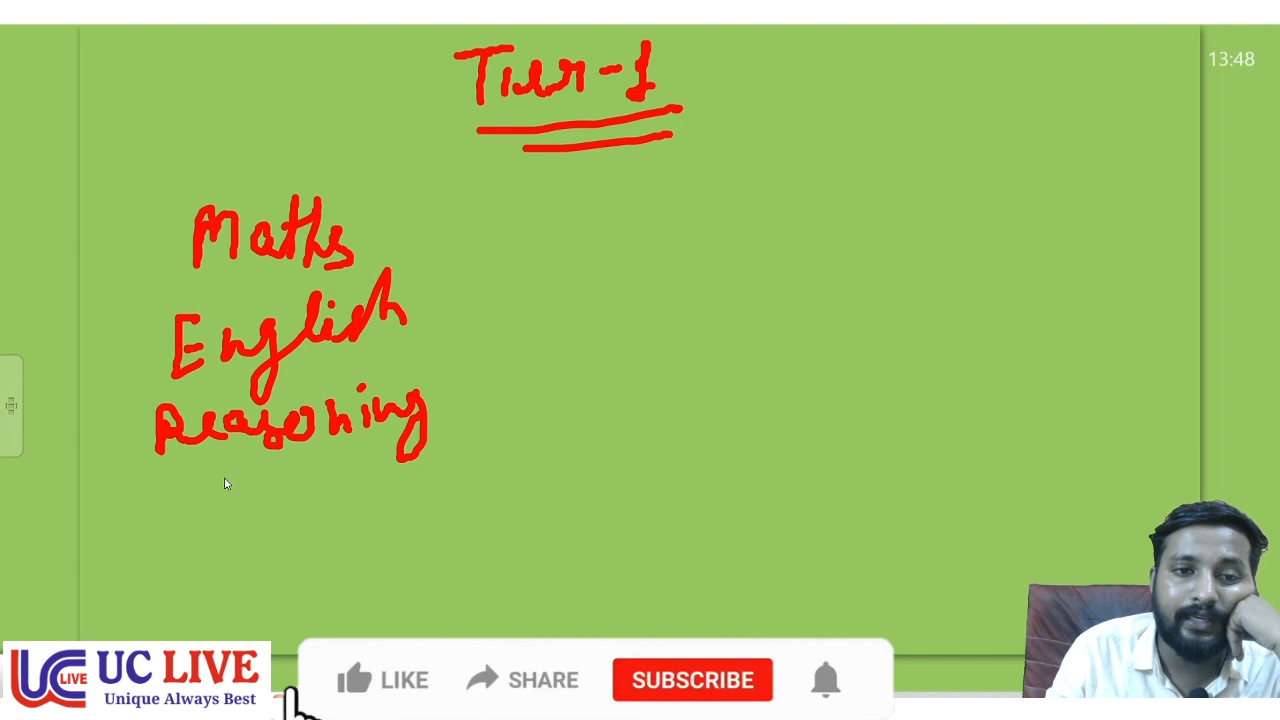 Tier-1
13:48
Maths
English
Reasoning
UC LIVE
LIVE
Unique Always Best
LIKE
SHARE
SUBSCRIBE